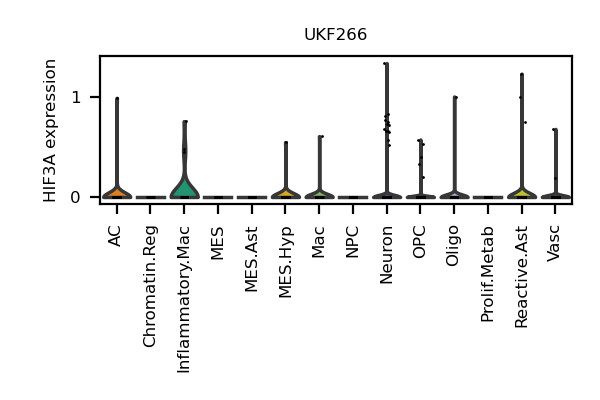 UKF266
HIF3A expression
1
0
AC
Chromatin.Reg
Inflammatory.Mac
MES
MES.Ast
MES.Hyp
Mac
NPC
Neuron
OPC
Oligo
Prolif.Metab
Reactive.Ast
Vasc